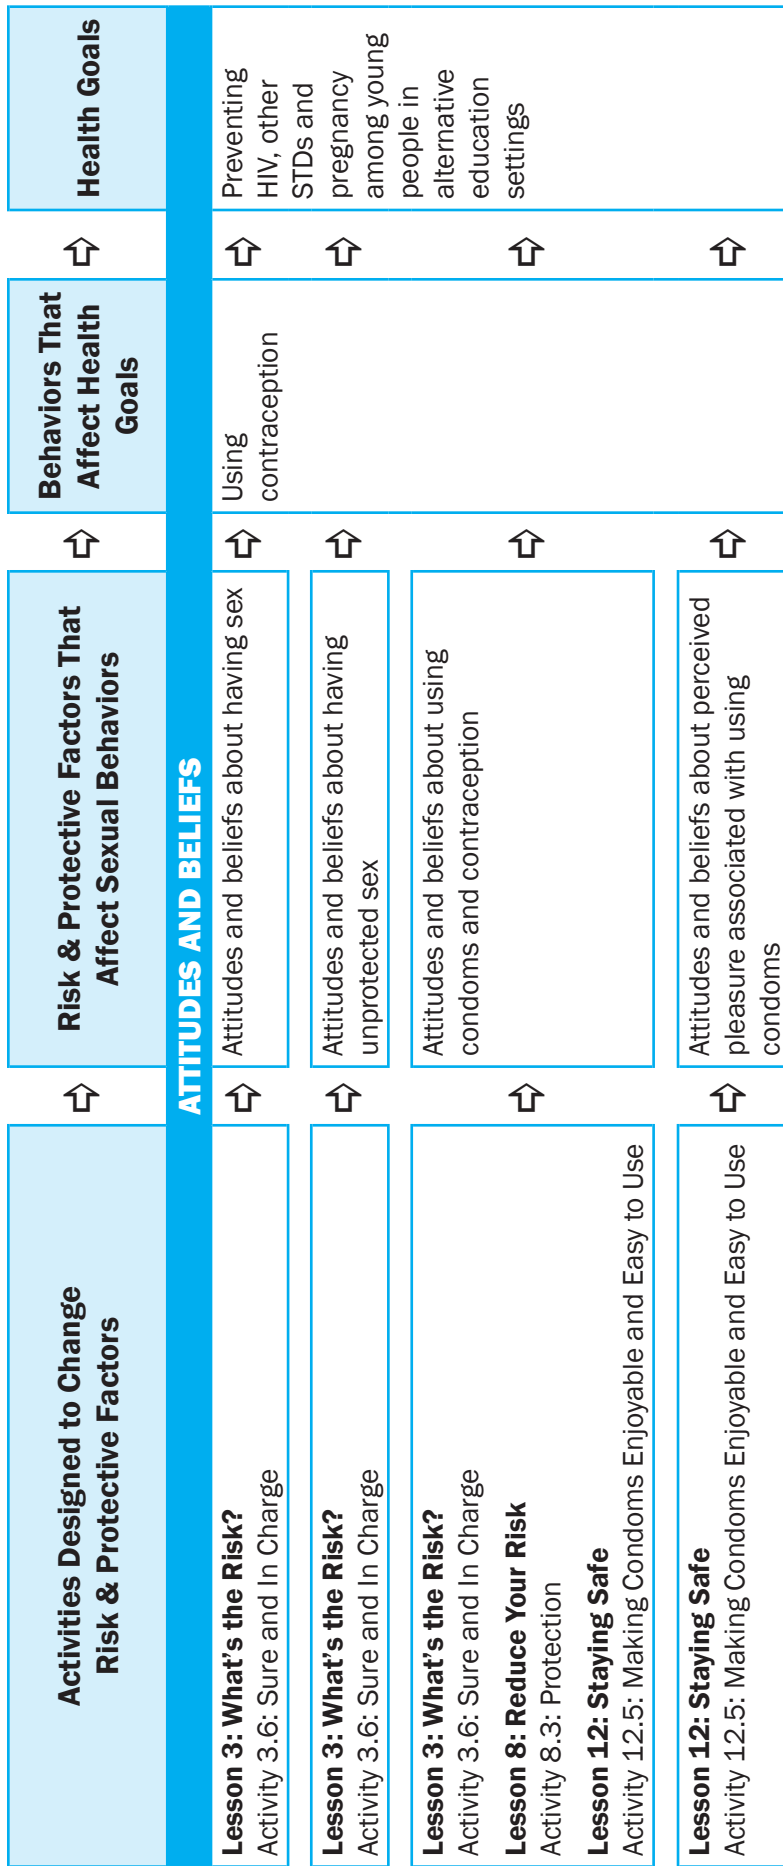 Activities Designed to Change
Risk & Protective Factors
Risk & Protective Factors That
Affect Sexual Behaviors
Behaviors That
Affect Health
Goals
Health Goals
ATTITUDES AND BELIEFS
Lesson 3: What's the Risk?
Activity 3.6: Sure and In Charge
Attitudes and beliefs about having sex
Using
contraception
Preventing
HIV, other
STDs and
pregnancy
among young
people in
alternative
education
settings
Lesson 3: What's the Risk?
Activity 3.6: Sure and In Charge
Attitudes and beliefs about having
unprotected sex
Lesson 3: What's the Risk?
Activity 3.6: Sure and In Charge
Lesson 8: Reduce Your Risk
Activity 8.3: Protection
Lesson 12: Staying Safe
Activity 12.5: Making Condoms Enjoyable and Easy to Use
Attitudes and beliefs about using
condoms and contraception
Lesson 12: Staying Safe
Activity 12.5: Making Condoms Enjoyable and Easy to Use
Attitudes and beliefs about perceived
pleasure associated with using
condoms